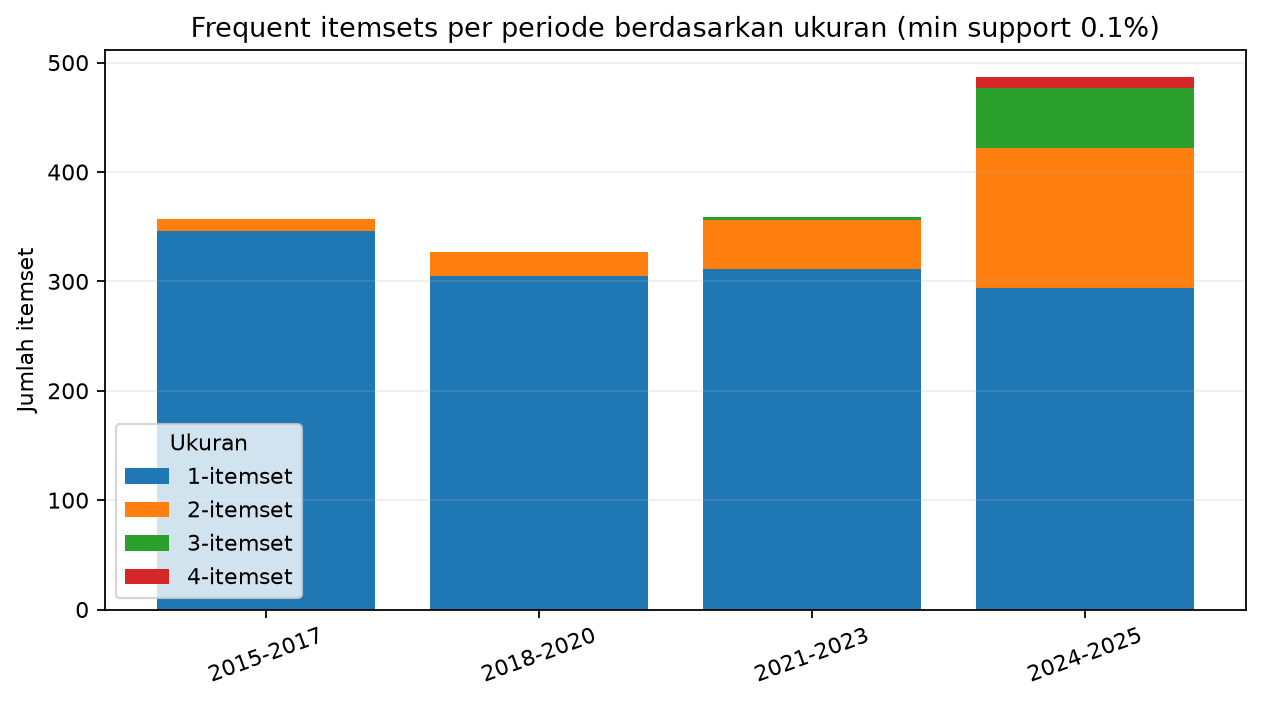 Frequent itemsets per periode berdasarkan ukuran (min support 0.1%)
Jumlah itemset
500
400
300
200
100
0
Ukuran
1-itemset
2-itemset
3-itemset
4-itemset
2015-2017
2018-2020
2021-2023
2024-2025